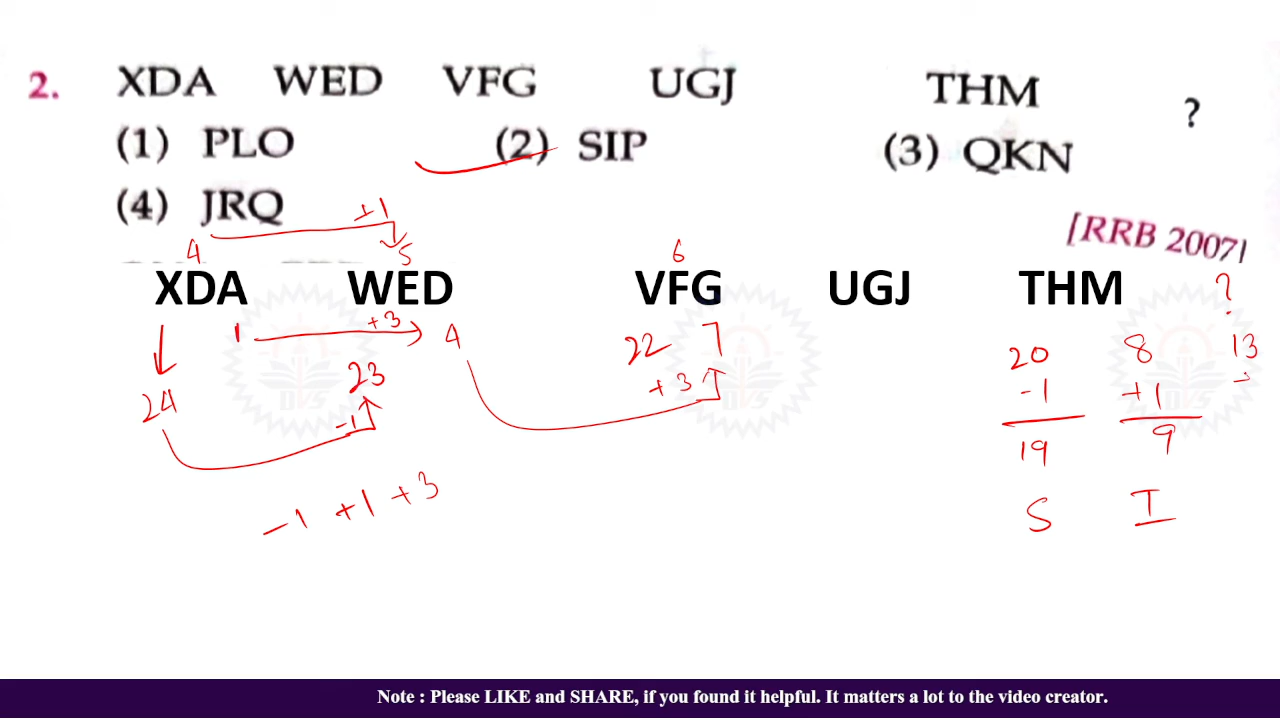 2. XDA WED VFG UGJ THM ?
(1) PLO (2) SIP (3) QKN
(4) JRQ
[RRB 2007]
+1
4 5 6
XDA WED VFG UGJ THM ?
1 +3 4 22 7 20 8 13
24 23 +3 -1 +1
-1 19 9
-1 +1 +3 S I
Note : Please LIKE and SHARE, if you found it helpful. It matters a lot to the video creator.